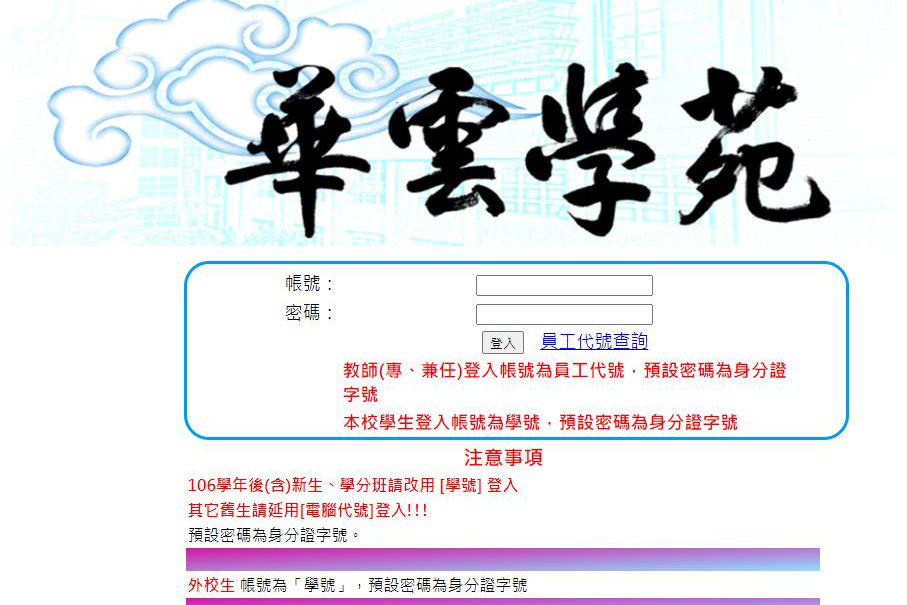 華雲學苑
帳號：
密碼：
登入 員工代號查詢
教師(專、兼任)登入帳號為員工代號，預設密碼為身分證
字號
本校學生登入帳號為學號，預設密碼為身分證字號
注意事項
106學年後(含)新生、學分班請改用 [學號] 登入
其它舊生請延用[電腦代號]登入!!!
預設密碼為身分證字號。
外校生 帳號為「學號」，預設密碼為身分證字號